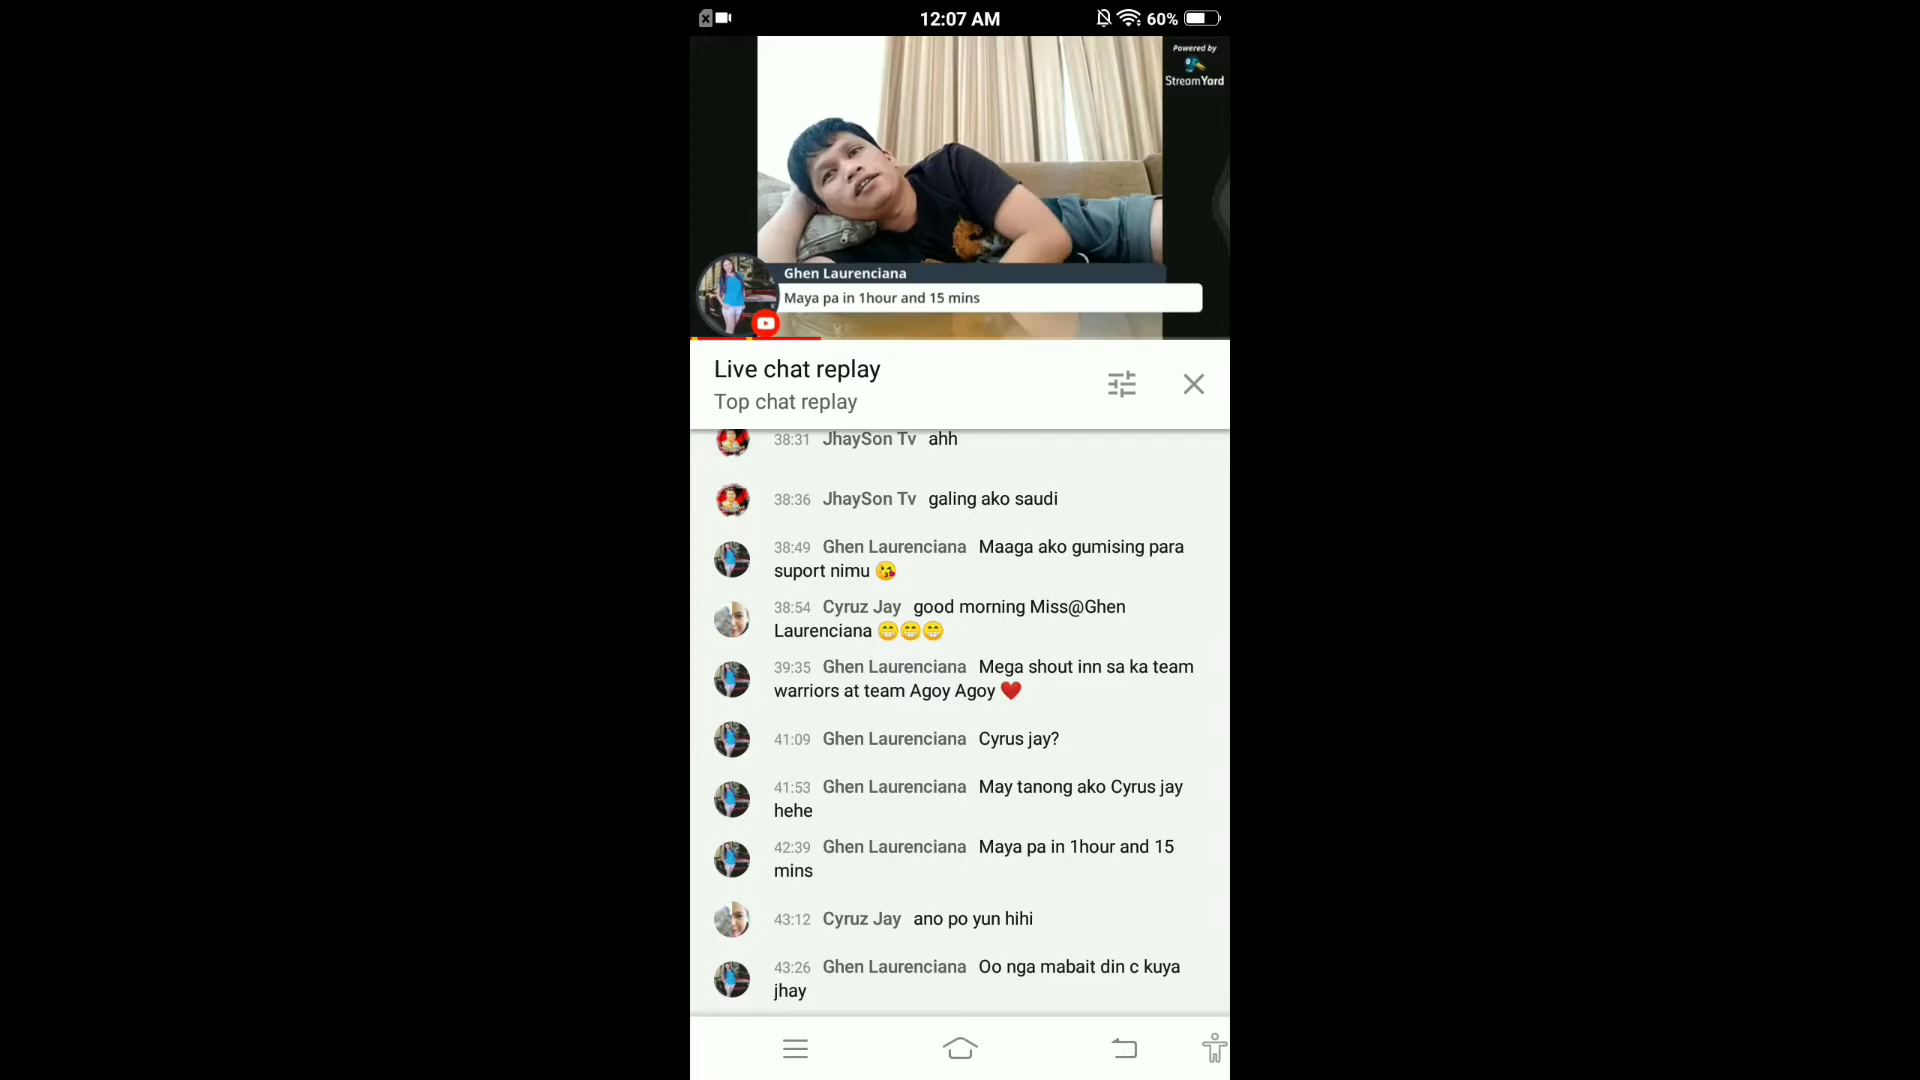 12:07 AM
60%
Powered by
StreamYard
Ghen Laurenciana
Maya pa in 1hour and 15 mins
Live chat replay
Top chat replay
38:31 JhaySon Tv ahh
38:36 JhaySon Tv galing ako saudi
38:49 Ghen Laurenciana Maaga ako gumising para
suport nimu 😘
38:54 Cyruz Jay good morning Miss@Ghen
Laurenciana 😁😁😁
39:35 Ghen Laurenciana Mega shout inn sa ka team
warriors at team Agoy Agoy ❤️
41:09 Ghen Laurenciana Cyrus jay?
41:53 Ghen Laurenciana May tanong ako Cyrus jay
hehe
42:39 Ghen Laurenciana Maya pa in 1hour and 15
mins
43:12 Cyruz Jay ano po yun hihi
43:26 Ghen Laurenciana Oo nga mabait din c kuya
jhay